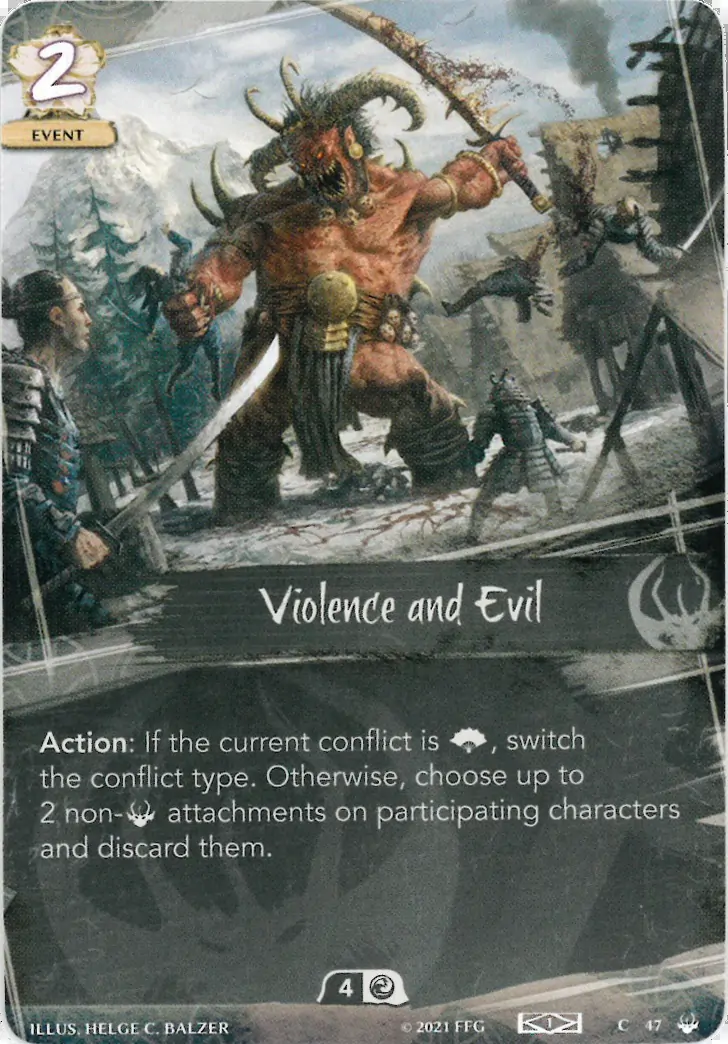 2
EVENT
Violence and Evil
Action: If the current conflict is , switch
the conflict type. Otherwise, choose up to
2 non- attachments on participating characters
and discard them.
4
ILLUS. HELGE C. BALZER
© 2021 FFG
1
C 47